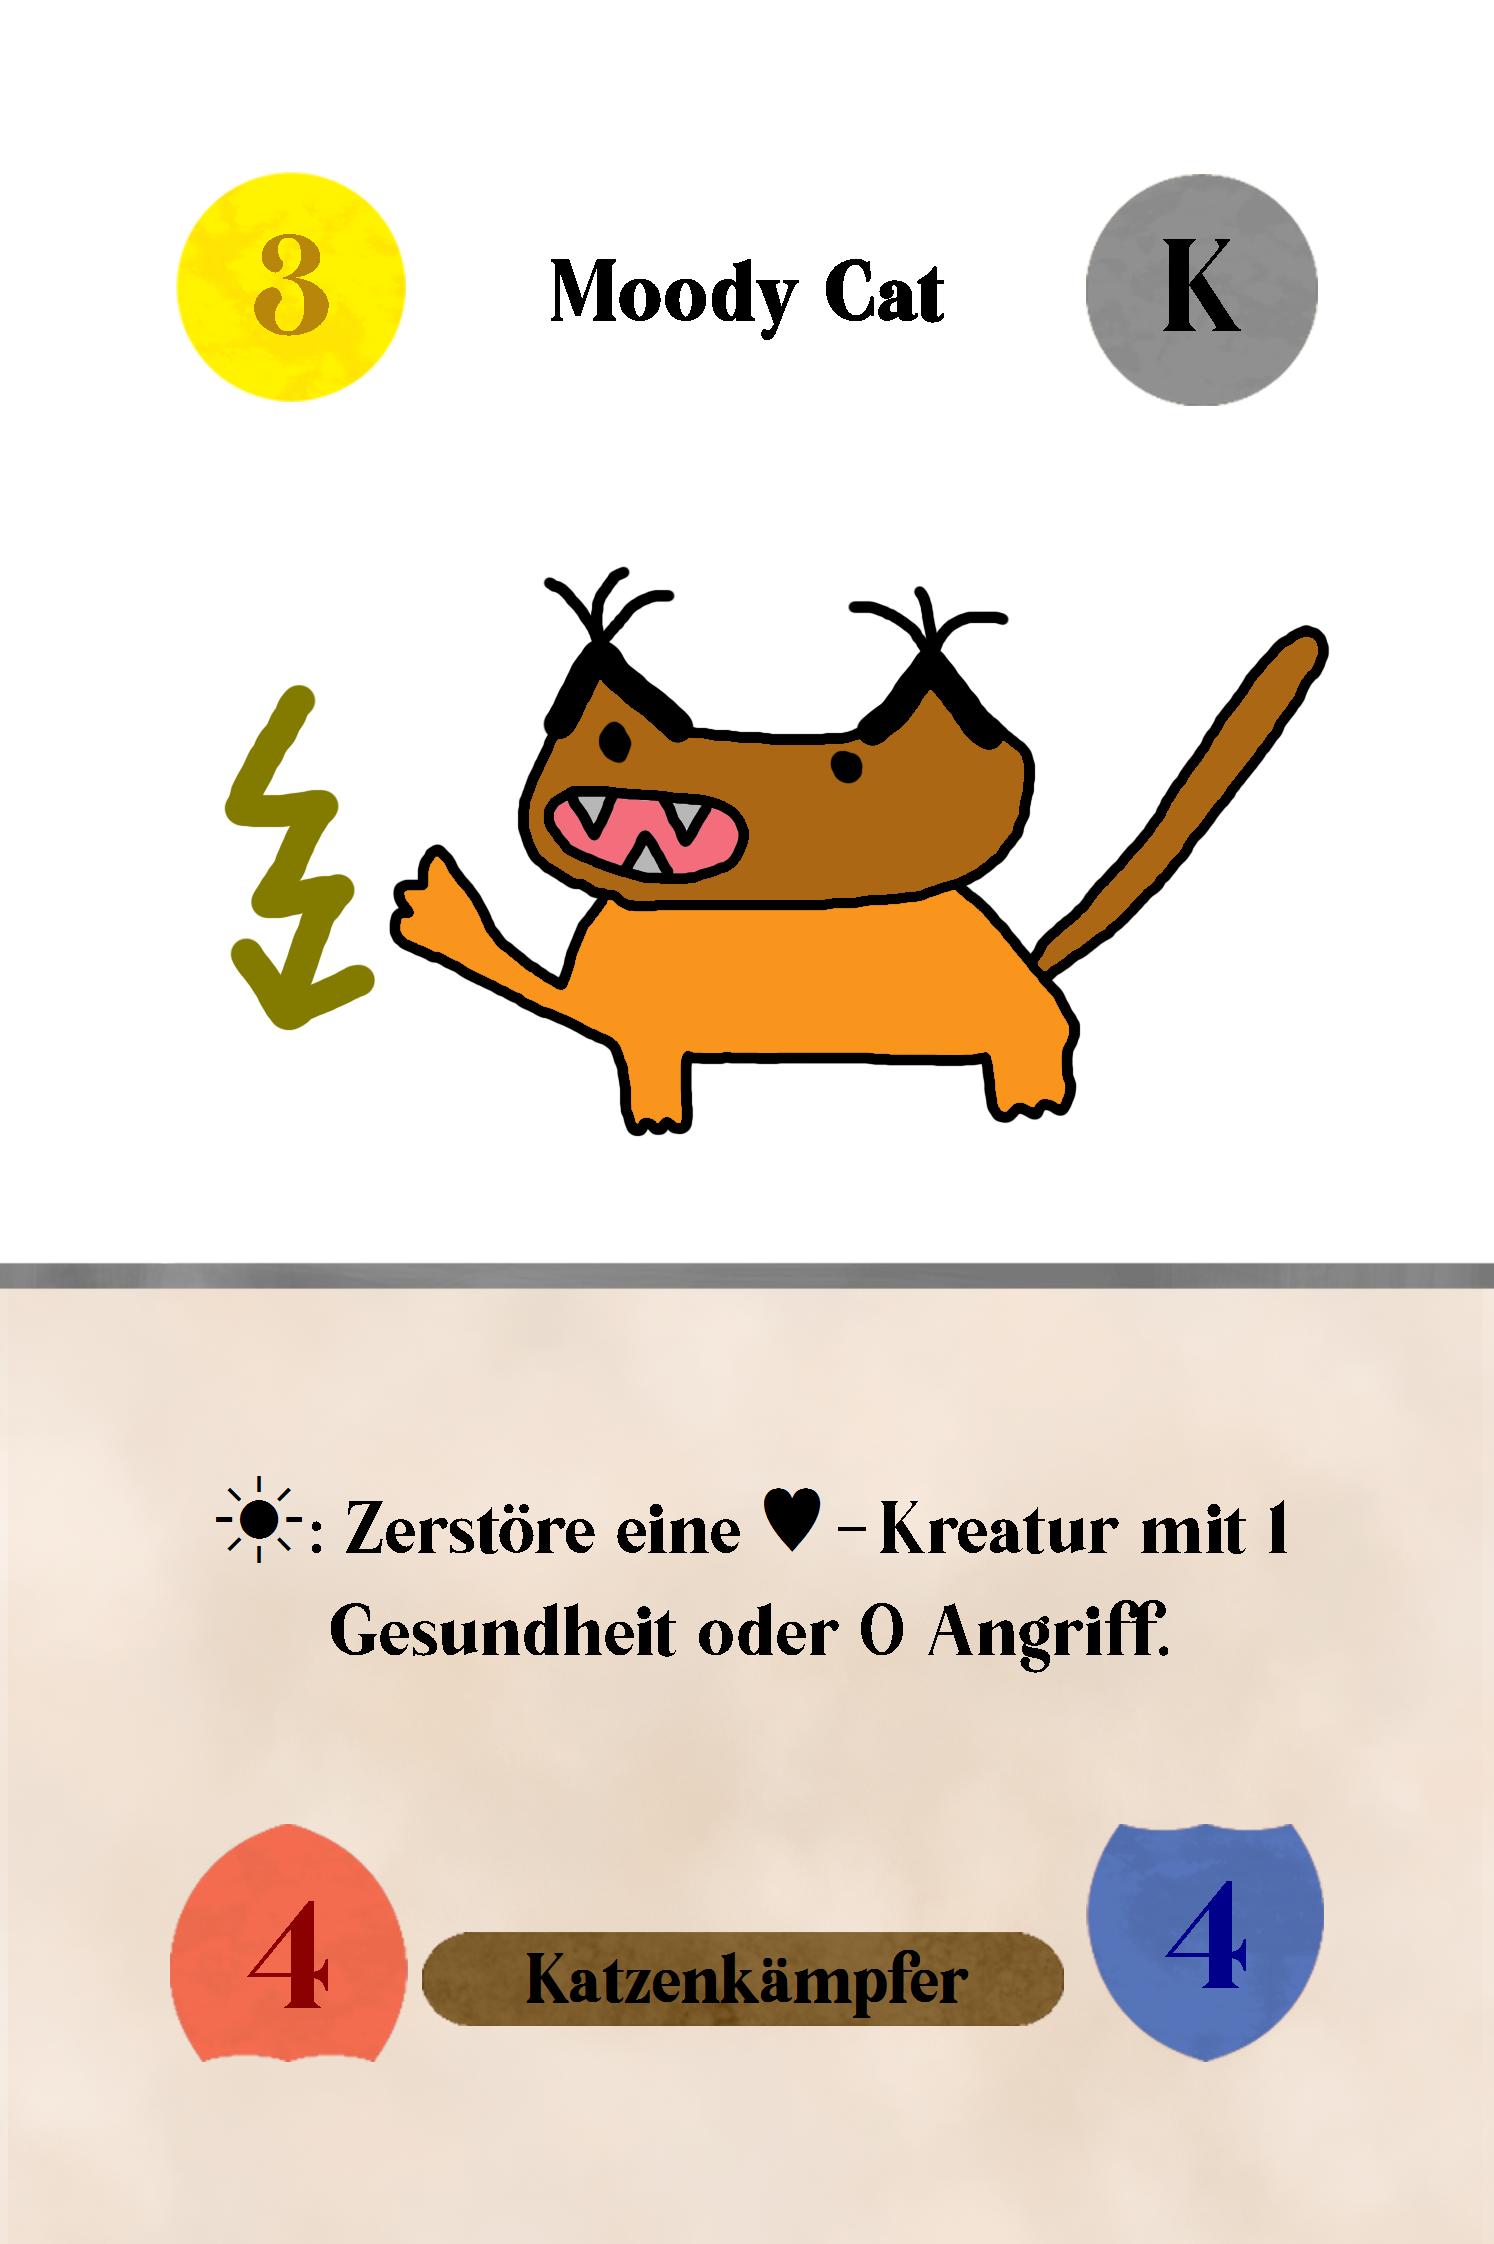 3 Moody Cat K
☀: Zerstöre eine ♥ - Kreatur mit 1
Gesundheit oder 0 Angriff.
4 Katzenkämpfer 4